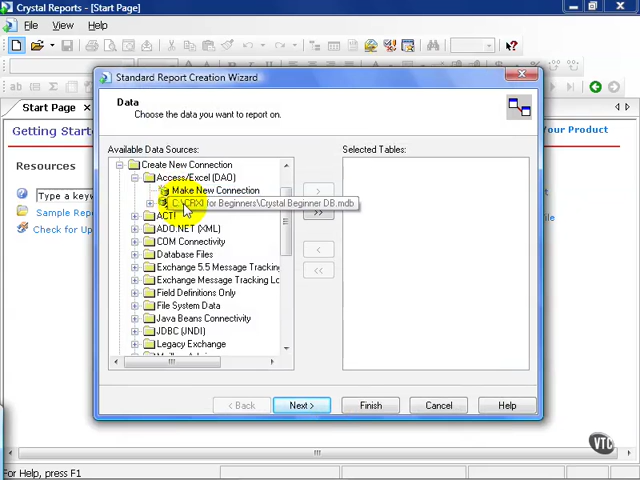 Crystal Reports - [Start Page]
File View Help
Start Page
Standard Report Creation Wizard
Data
Choose the data you want to report on.
Getting Starte
Your Product
Resources
Type a keyw
Sample Repor
Check for Up
Available Data Sources:
Selected Tables:
Create New Connection
Access/Excel (DAO)
Make New Connection
C:\CRXI for Beginners\Crystal Beginner DB.mdb
ACT!
ADO.NET (XML)
COM Connectivity
Database Files
Exchange 5.5 Message Tracking
Exchange Message Tracking Lo
Field Definitions Only
File System Data
Java Beans Connectivity
JDBC (JNDI)
Legacy Exchange
>
>>
<
<<
< Back
Next >
Finish
Cancel
Help
VTC
For Help, press F1